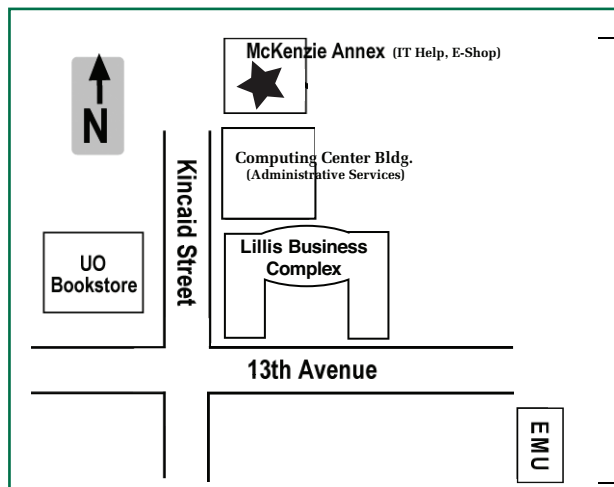 McKenzie Annex (IT Help, E-Shop)
N
Computing Center Bldg.
(Administrative Services)
Kincaid Street
Lillis Business
Complex
UO
Bookstore
13th Avenue
EMU